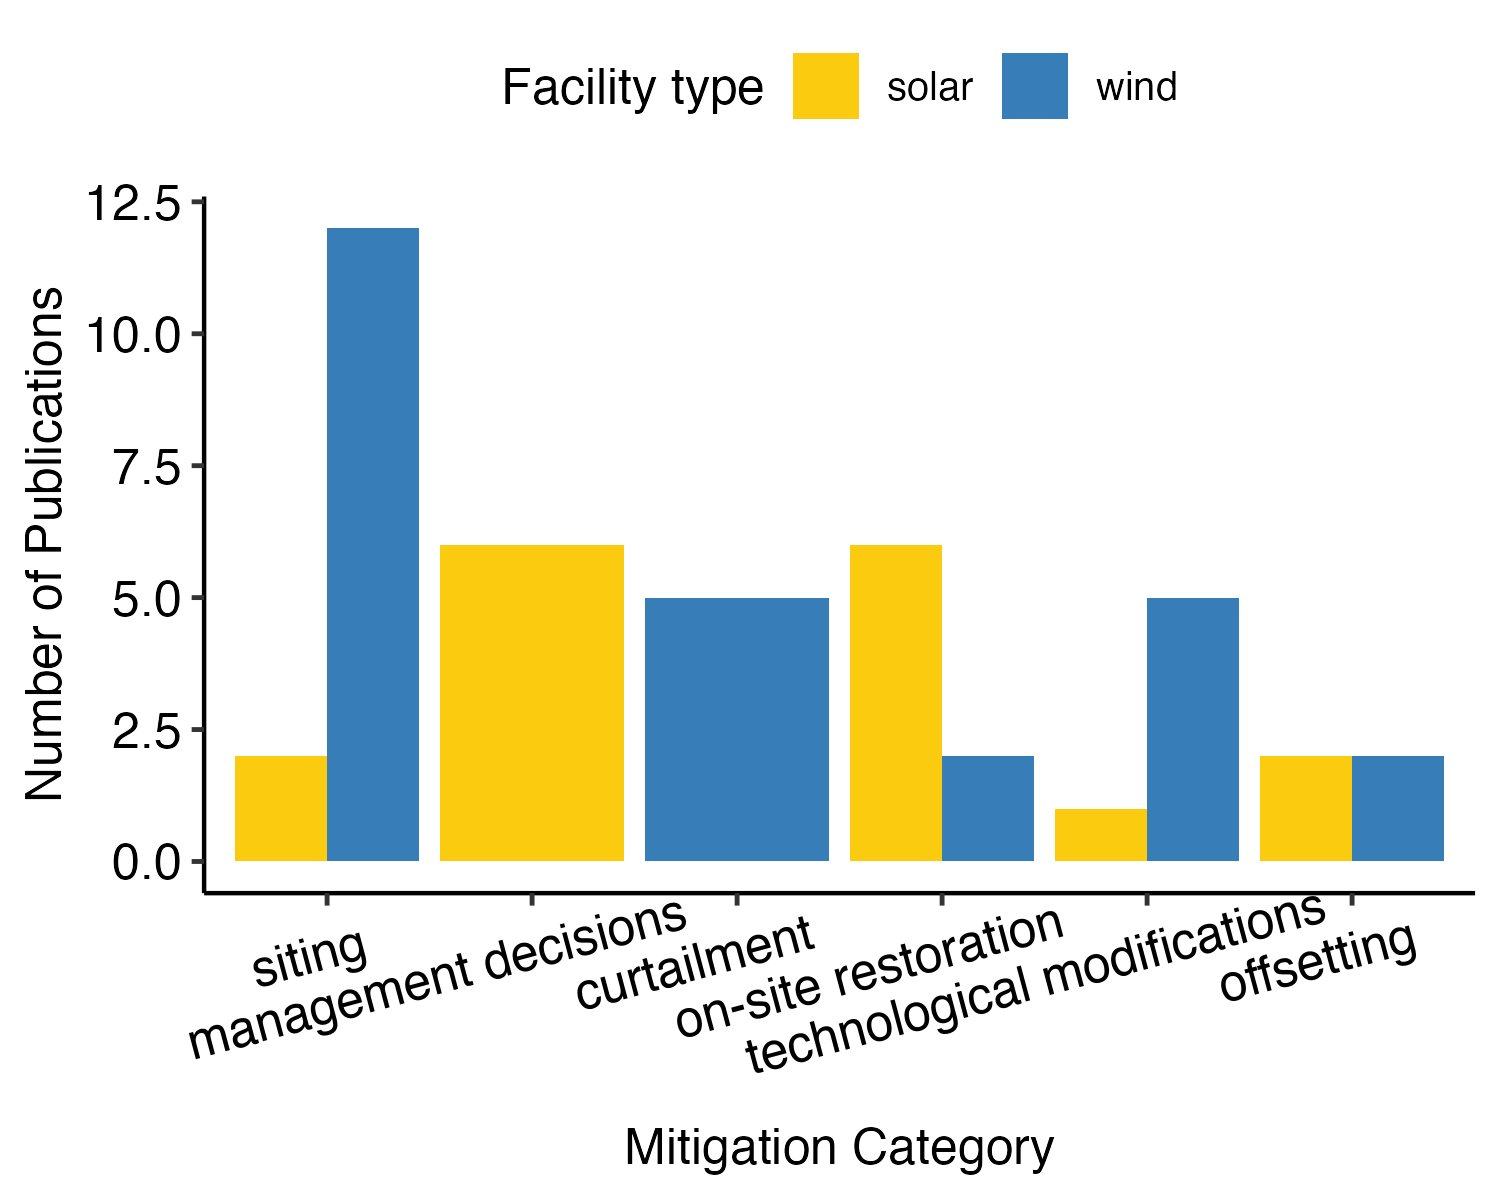 Facility type solar wind
12.5
10.0
7.5
5.0
2.5
0.0
Number of Publications
siting
management decisions
curtailment
on-site restoration
technological modifications
offsetting
Mitigation Category